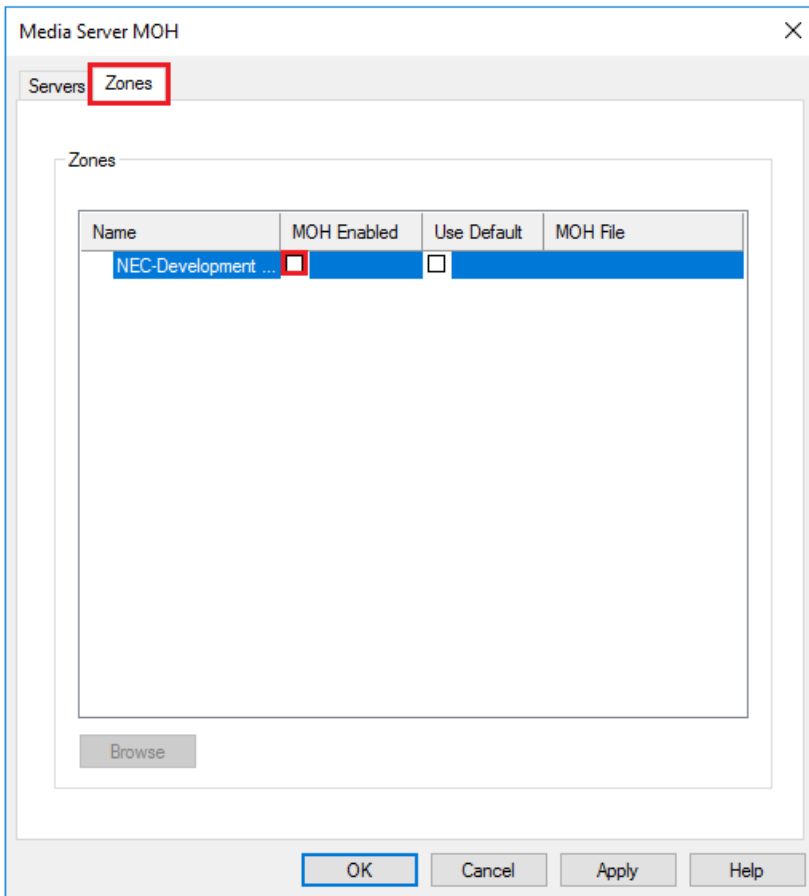 Media Server MOH
Servers Zones
Zones
Name MOH Enabled Use Default MOH File
NEC-Development ...
Browse
OK Cancel Apply Help